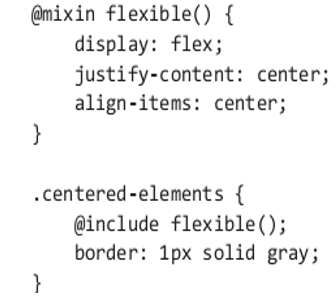 @mixin flexible() {
    display: flex;
    justify-content: center;
    align-items: center;
}

.centered-elements {
    @include flexible();
    border: 1px solid gray;
}